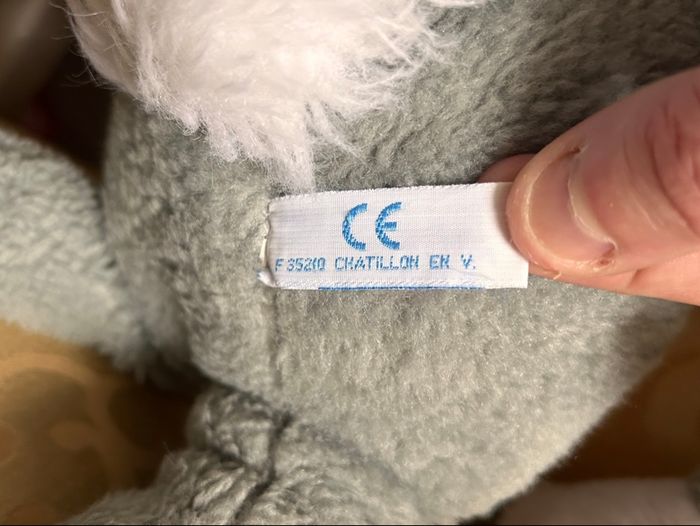 CE
F 35210 CHATILLON EN V.